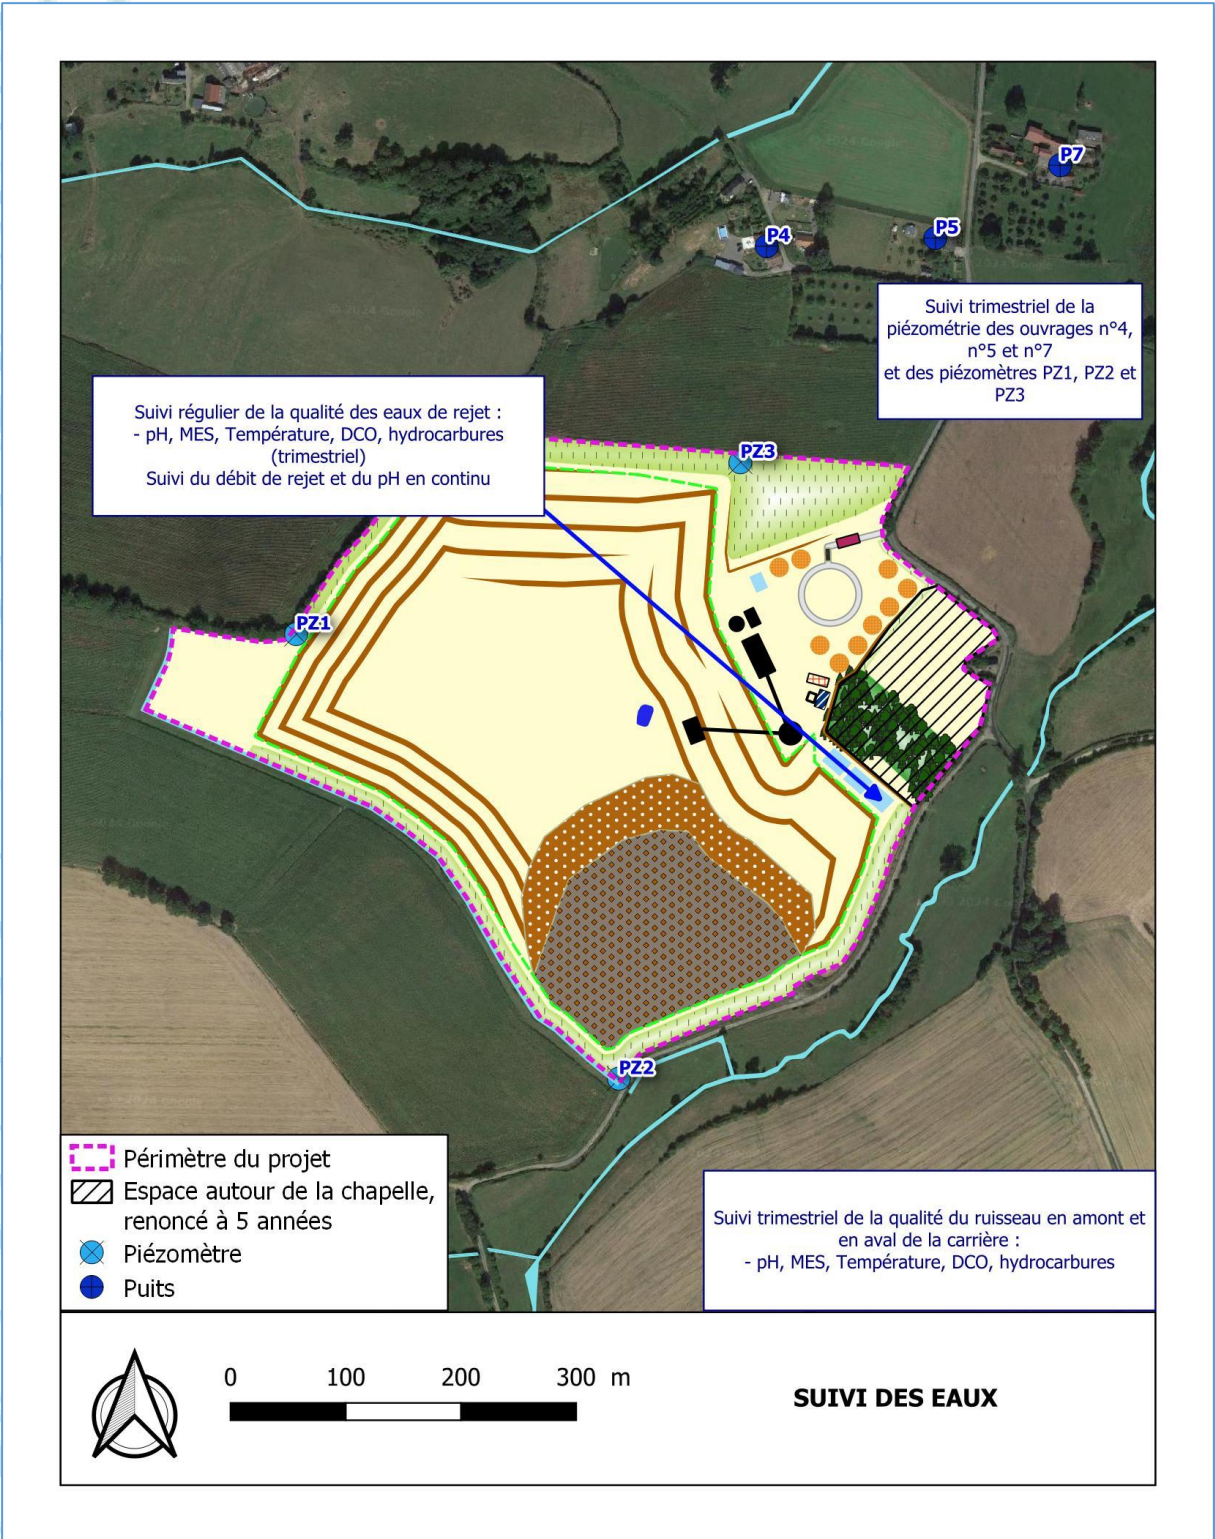 P7
P5
P4
Suivi trimestriel de la
piézométrie des ouvrages n°4,
n°5 et n°7
et des piézomètres PZ1, PZ2 et
PZ3
Suivi régulier de la qualité des eaux de rejet :
- pH, MES, Température, DCO, hydrocarbures
(trimestriel)
Suivi du débit de rejet et du pH en continu
PZ3
PZ1
PZ2
Périmètre du projet
Espace autour de la chapelle,
renoncé à 5 années
Piézomètre
Puits
Suivi trimestriel de la qualité du ruisseau en amont et
en aval de la carrière :
- pH, MES, Température, DCO, hydrocarbures
0 100 200 300 m
SUIVI DES EAUX